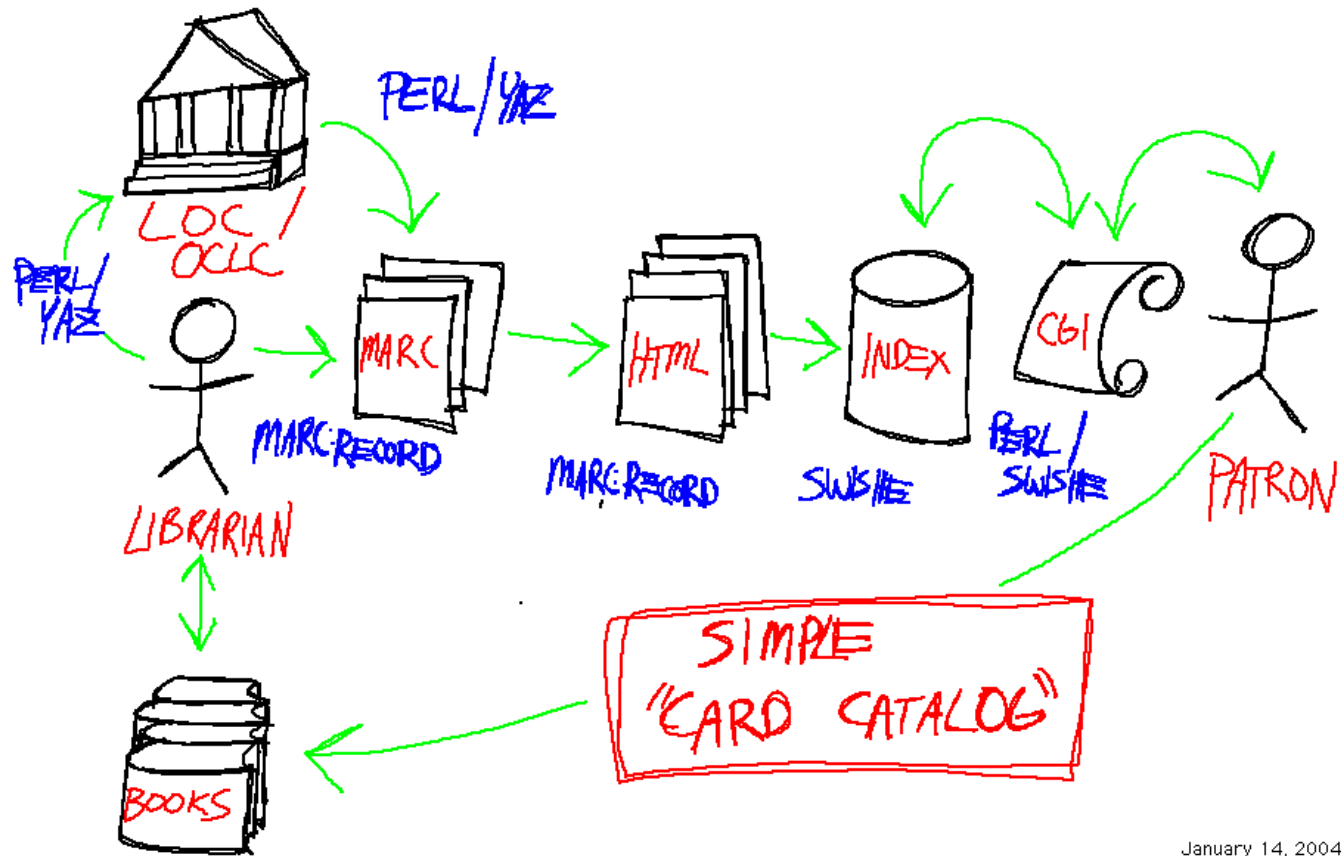 PERL/YAZ
LOC/
OCLC
PERL/
YAZ
MARC
HTML
INDEX
CGI
MARC:RECORD
MARC:RECORD
SWISHE
PERL/
SWISHE
PATRON
LIBRARIAN
SIMPLE
"CARD CATALOG"
BOOKS
January 14, 2004